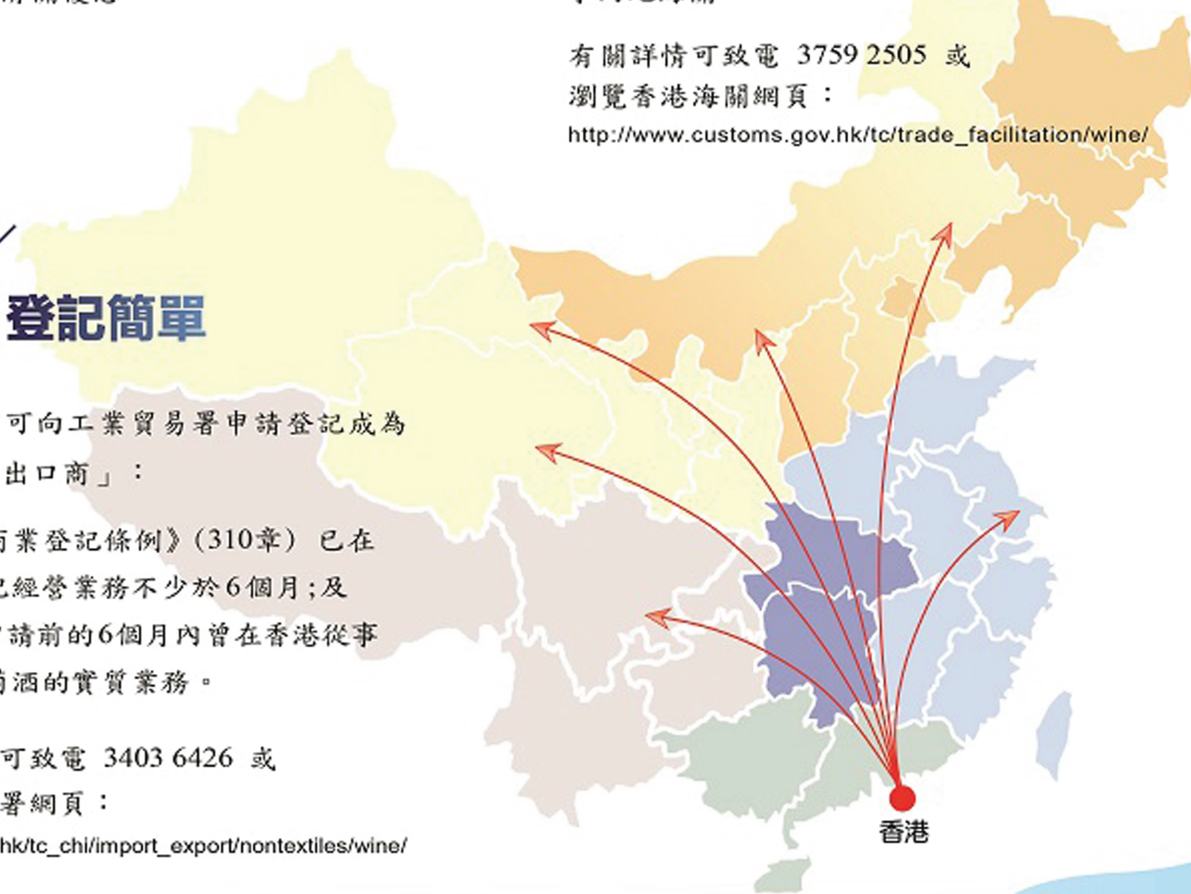 有關詳情可致電 3759 2505 或
瀏覽香港海關網頁：
http://www.customs.gov.hk/tc/trade_facilitation/wine/
登記簡單
可向工業貿易署申請登記成為
出口商」：
業登記條例》(310章) 已在
經營業務不少於6個月;及
請前的6個月內曾在香港從事
酒的實質業務。
可致電 3403 6426 或
署網頁：
hk/tc_chi/import_export/nontextiles/wine/
香港